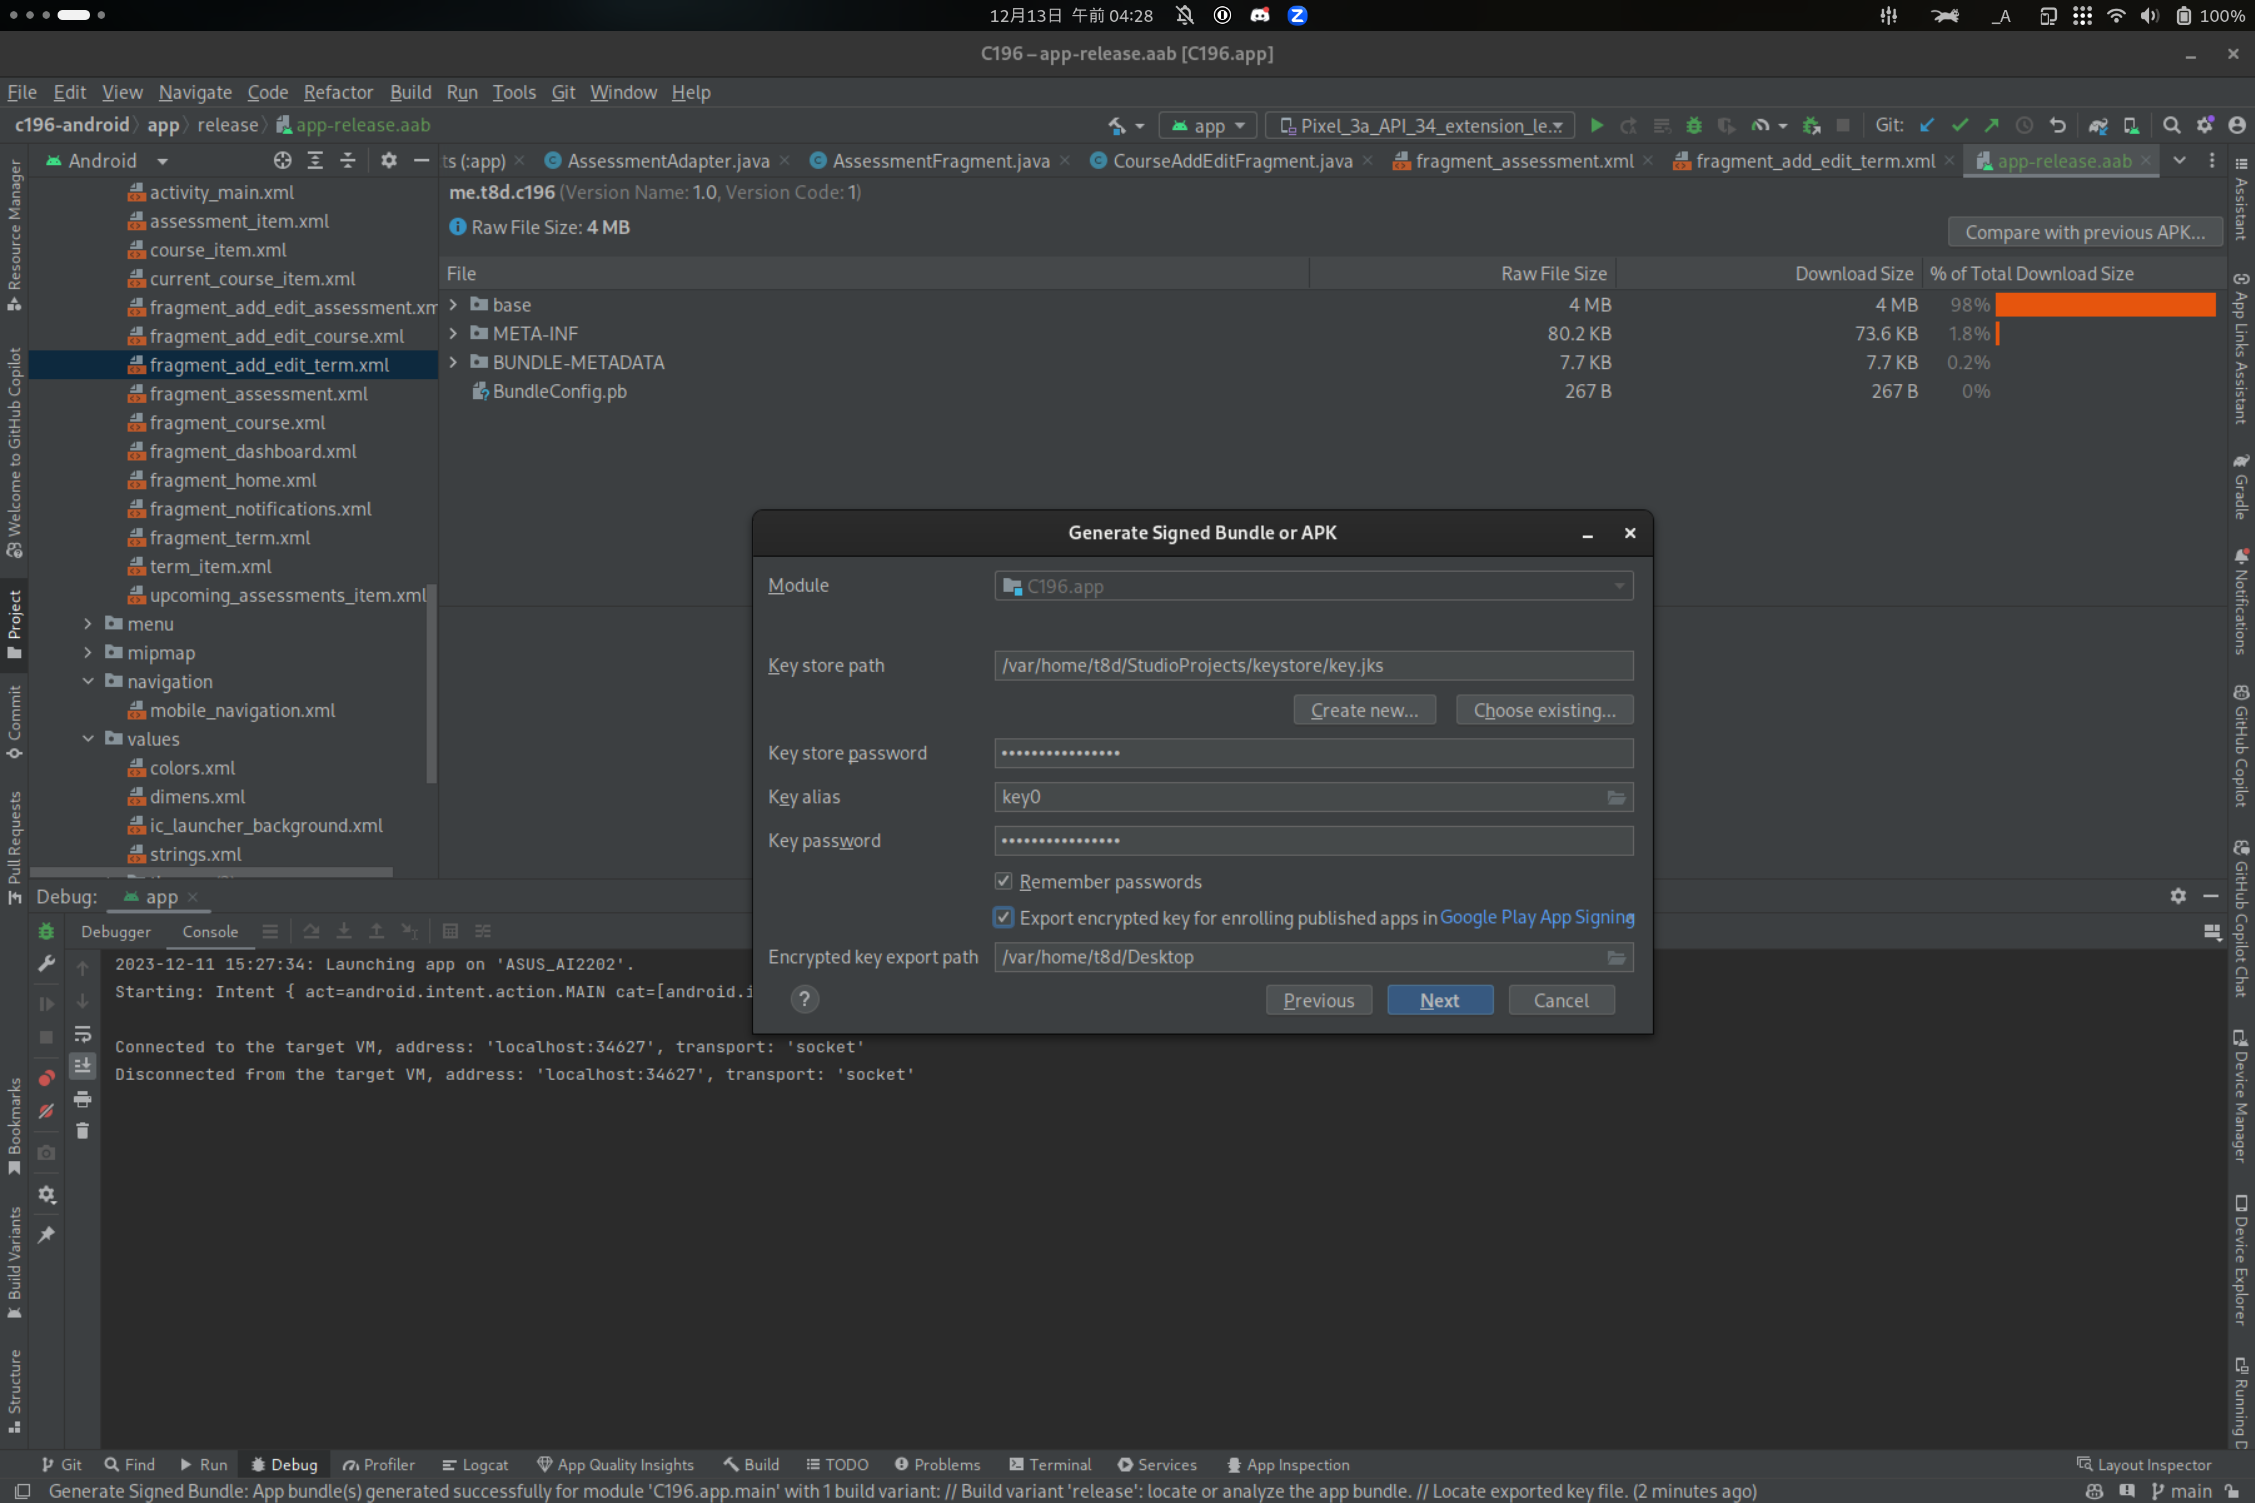 12月13日 午前 04:28
_A
100%
C196 – app-release.aab [C196.app]
File Edit View Navigate Code Refactor Build Run Tools Git Window Help
c196-android app release app-release.aab
app
Pixel_3a_API_34_extension_le...
Git:
Android
ts (:app)
AssessmentAdapter.java
AssessmentFragment.java
CourseAddEditFragment.java
fragment_assessment.xml
fragment_add_edit_term.xml
app-release.aab
Resource Manager
Welcome to GitHub Copilot
Project
Commit
Pull Requests
Bookmarks
Build Variants
Structure
activity_main.xml
assessment_item.xml
course_item.xml
current_course_item.xml
fragment_add_edit_assessment.xm
fragment_add_edit_course.xml
fragment_add_edit_term.xml
fragment_assessment.xml
fragment_course.xml
fragment_dashboard.xml
fragment_home.xml
fragment_notifications.xml
fragment_term.xml
term_item.xml
upcoming_assessments_item.xml
menu
mipmap
navigation
mobile_navigation.xml
values
colors.xml
dimens.xml
ic_launcher_background.xml
strings.xml
me.t8d.c196 (Version Name: 1.0, Version Code: 1)
Raw File Size: 4 MB
Compare with previous APK...
File Raw File Size Download Size % of Total Download Size
base 4 MB 4 MB 98%
META-INF 80.2 KB 73.6 KB 1.8%
BUNDLE-METADATA 7.7 KB 7.7 KB 0.2%
BundleConfig.pb 267 B 267 B 0%
Generate Signed Bundle or APK
Module C196.app
Key store path /var/home/t8d/StudioProjects/keystore/key.jks
Create new... Choose existing...
Key store password ••••••••••••••••
Key alias key0
Key password ••••••••••••••••
Remember passwords
Export encrypted key for enrolling published apps in Google Play App Signing
Encrypted key export path /var/home/t8d/Desktop
? Previous Next Cancel
Debug: app
Debugger Console
2023-12-11 15:27:34: Launching app on 'ASUS_AI2202'.
Starting: Intent { act=android.intent.action.MAIN cat=[android.i
Connected to the target VM, address: 'localhost:34627', transport: 'socket'
Disconnected from the target VM, address: 'localhost:34627', transport: 'socket'
Assistant
App Links Assistant
Gradle
Notifications
GitHub Copilot
GitHub Copilot Chat
Device Manager
Device Explorer
Running D
Git Find Run Debug Profiler Logcat App Quality Insights Build TODO Problems Terminal Services App Inspection Layout Inspector
Generate Signed Bundle: App bundle(s) generated successfully for module 'C196.app.main' with 1 build variant: // Build variant 'release': locate or analyze the app bundle. // Locate exported key file. (2 minutes ago) main